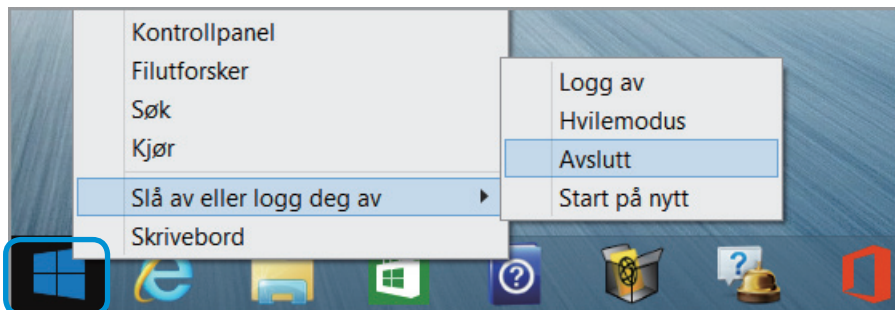 Kontrollpanel
Filutforsker
Søk
Kjør
Slå av eller logg deg av
Skrivebord
Logg av
Hvilemodus
Avslutt
Start på nytt